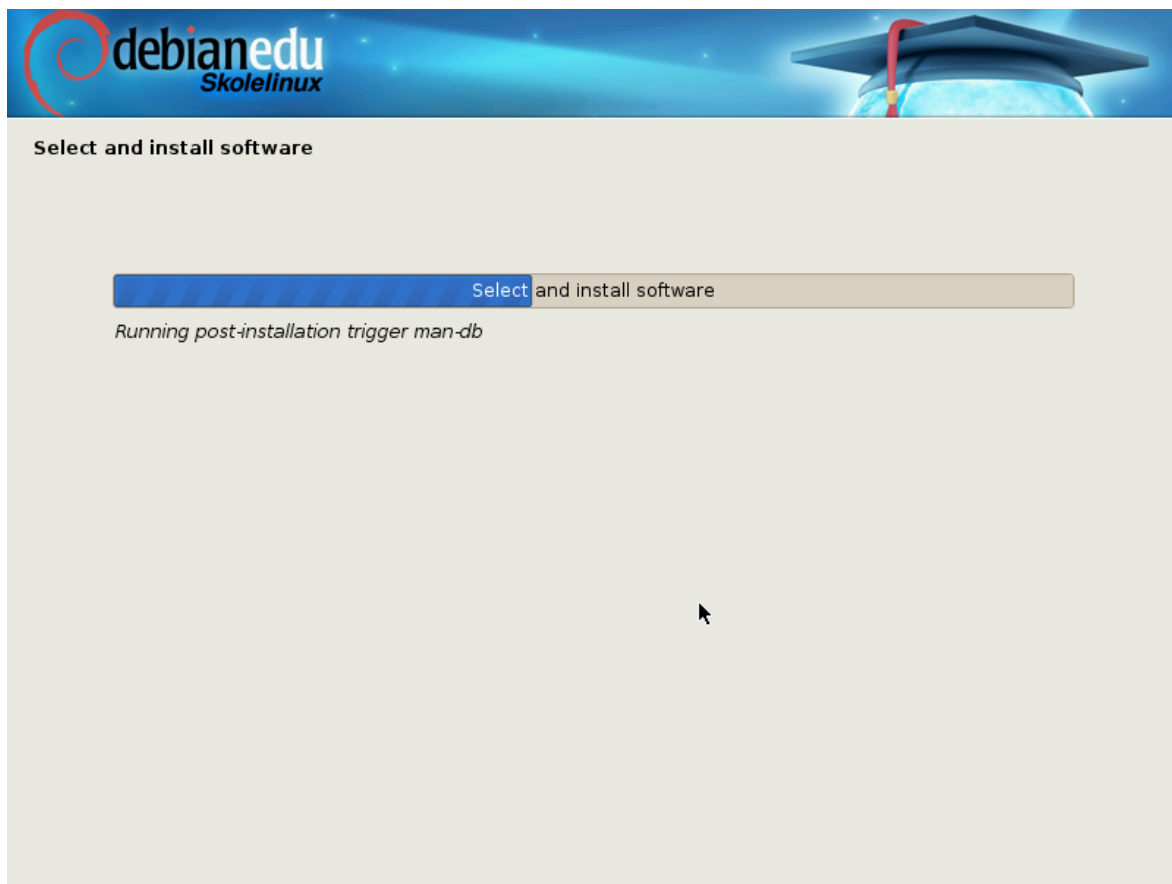 debianedu
Skolelinux
Select and install software
Select and install software
Running post-installation trigger man-db